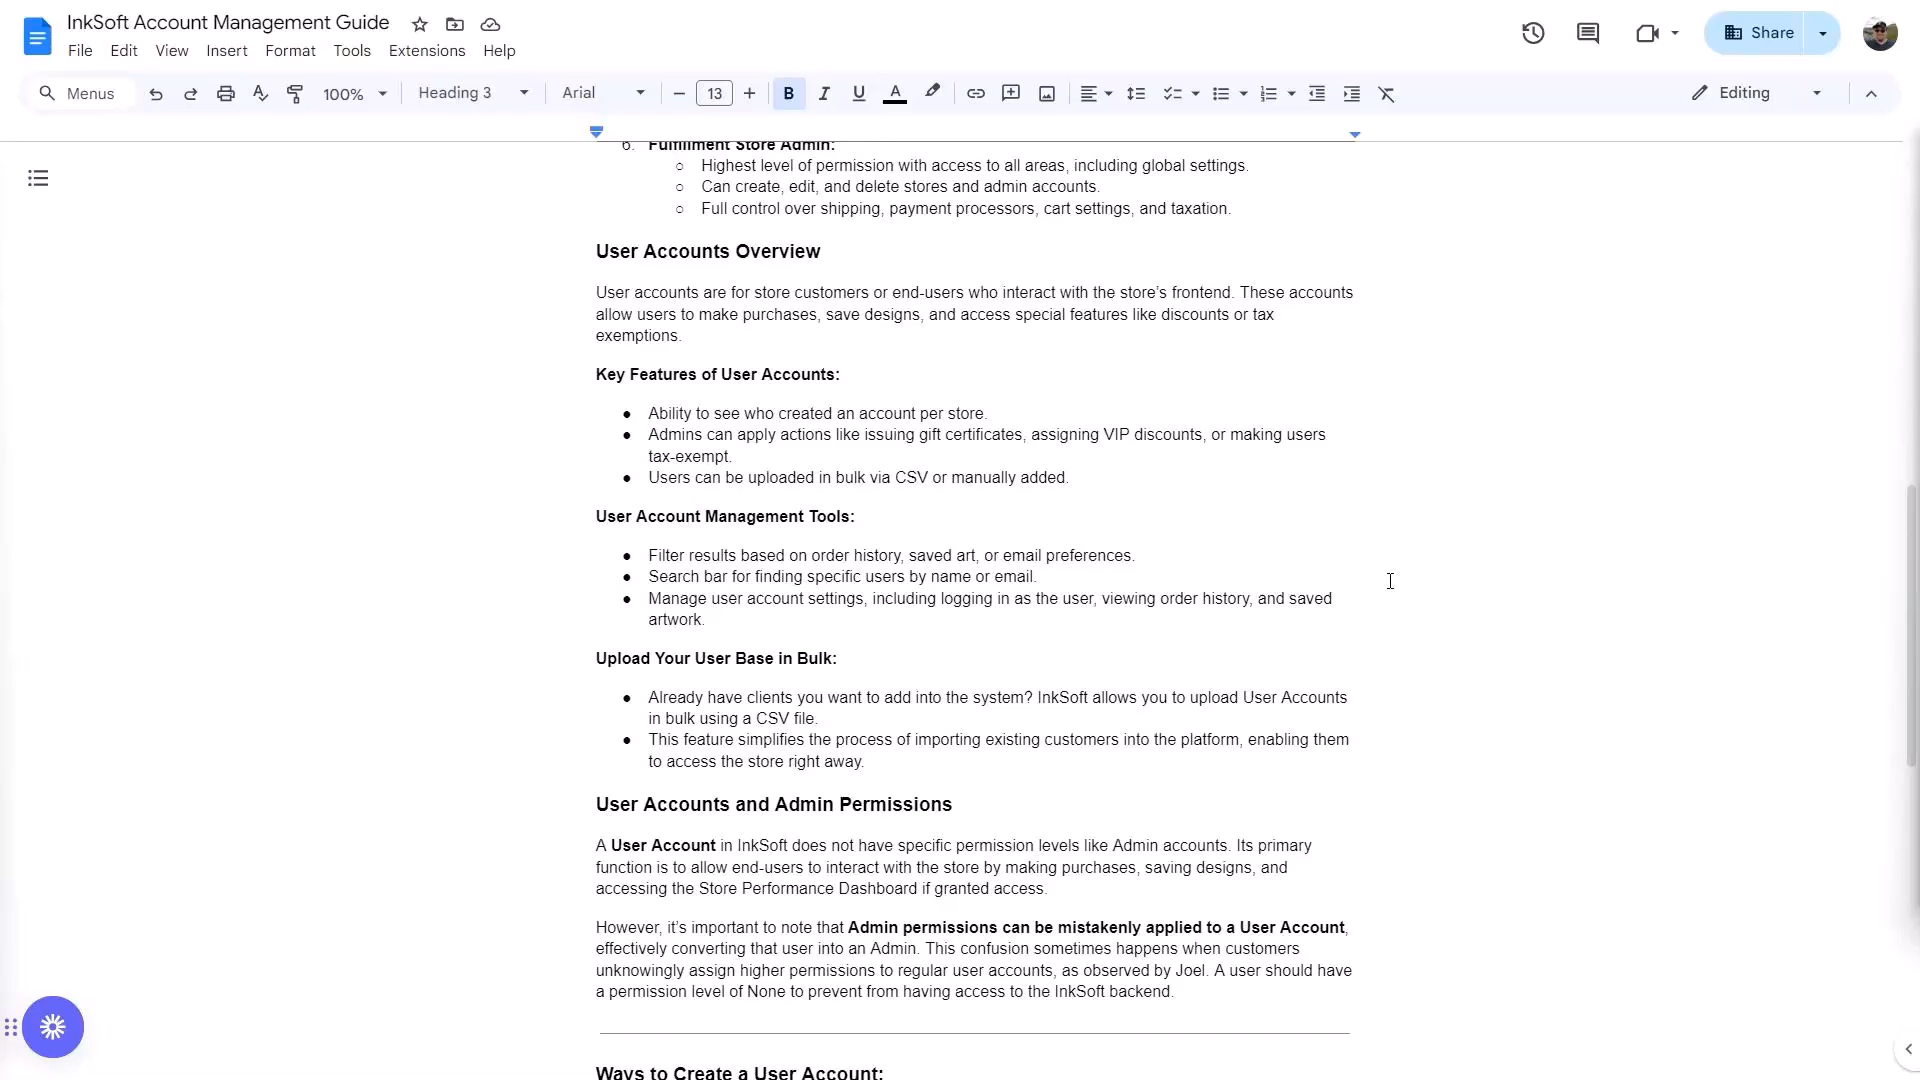 InkSoft Account Management Guide
File Edit View Insert Format Tools Extensions Help
Share
Menus
100%
Heading 3
Arial
13
B
I
U
A
Editing
6. Fulfillment Store Admin:
○ Highest level of permission with access to all areas, including global settings.
○ Can create, edit, and delete stores and admin accounts.
○ Full control over shipping, payment processors, cart settings, and taxation.
User Accounts Overview
User accounts are for store customers or end-users who interact with the store’s frontend. These accounts
allow users to make purchases, save designs, and access special features like discounts or tax
exemptions.
Key Features of User Accounts:
● Ability to see who created an account per store.
● Admins can apply actions like issuing gift certificates, assigning VIP discounts, or making users
tax-exempt.
● Users can be uploaded in bulk via CSV or manually added.
User Account Management Tools:
● Filter results based on order history, saved art, or email preferences.
● Search bar for finding specific users by name or email.
● Manage user account settings, including logging in as the user, viewing order history, and saved
artwork.
Upload Your User Base in Bulk:
● Already have clients you want to add into the system? InkSoft allows you to upload User Accounts
in bulk using a CSV file.
● This feature simplifies the process of importing existing customers into the platform, enabling them
to access the store right away.
User Accounts and Admin Permissions
A User Account in InkSoft does not have specific permission levels like Admin accounts. Its primary
function is to allow end-users to interact with the store by making purchases, saving designs, and
accessing the Store Performance Dashboard if granted access.
However, it’s important to note that Admin permissions can be mistakenly applied to a User Account,
effectively converting that user into an Admin. This confusion sometimes happens when customers
unknowingly assign higher permissions to regular user accounts, as observed by Joel. A user should have
a permission level of None to prevent from having access to the InkSoft backend.
Ways to Create a User Account: